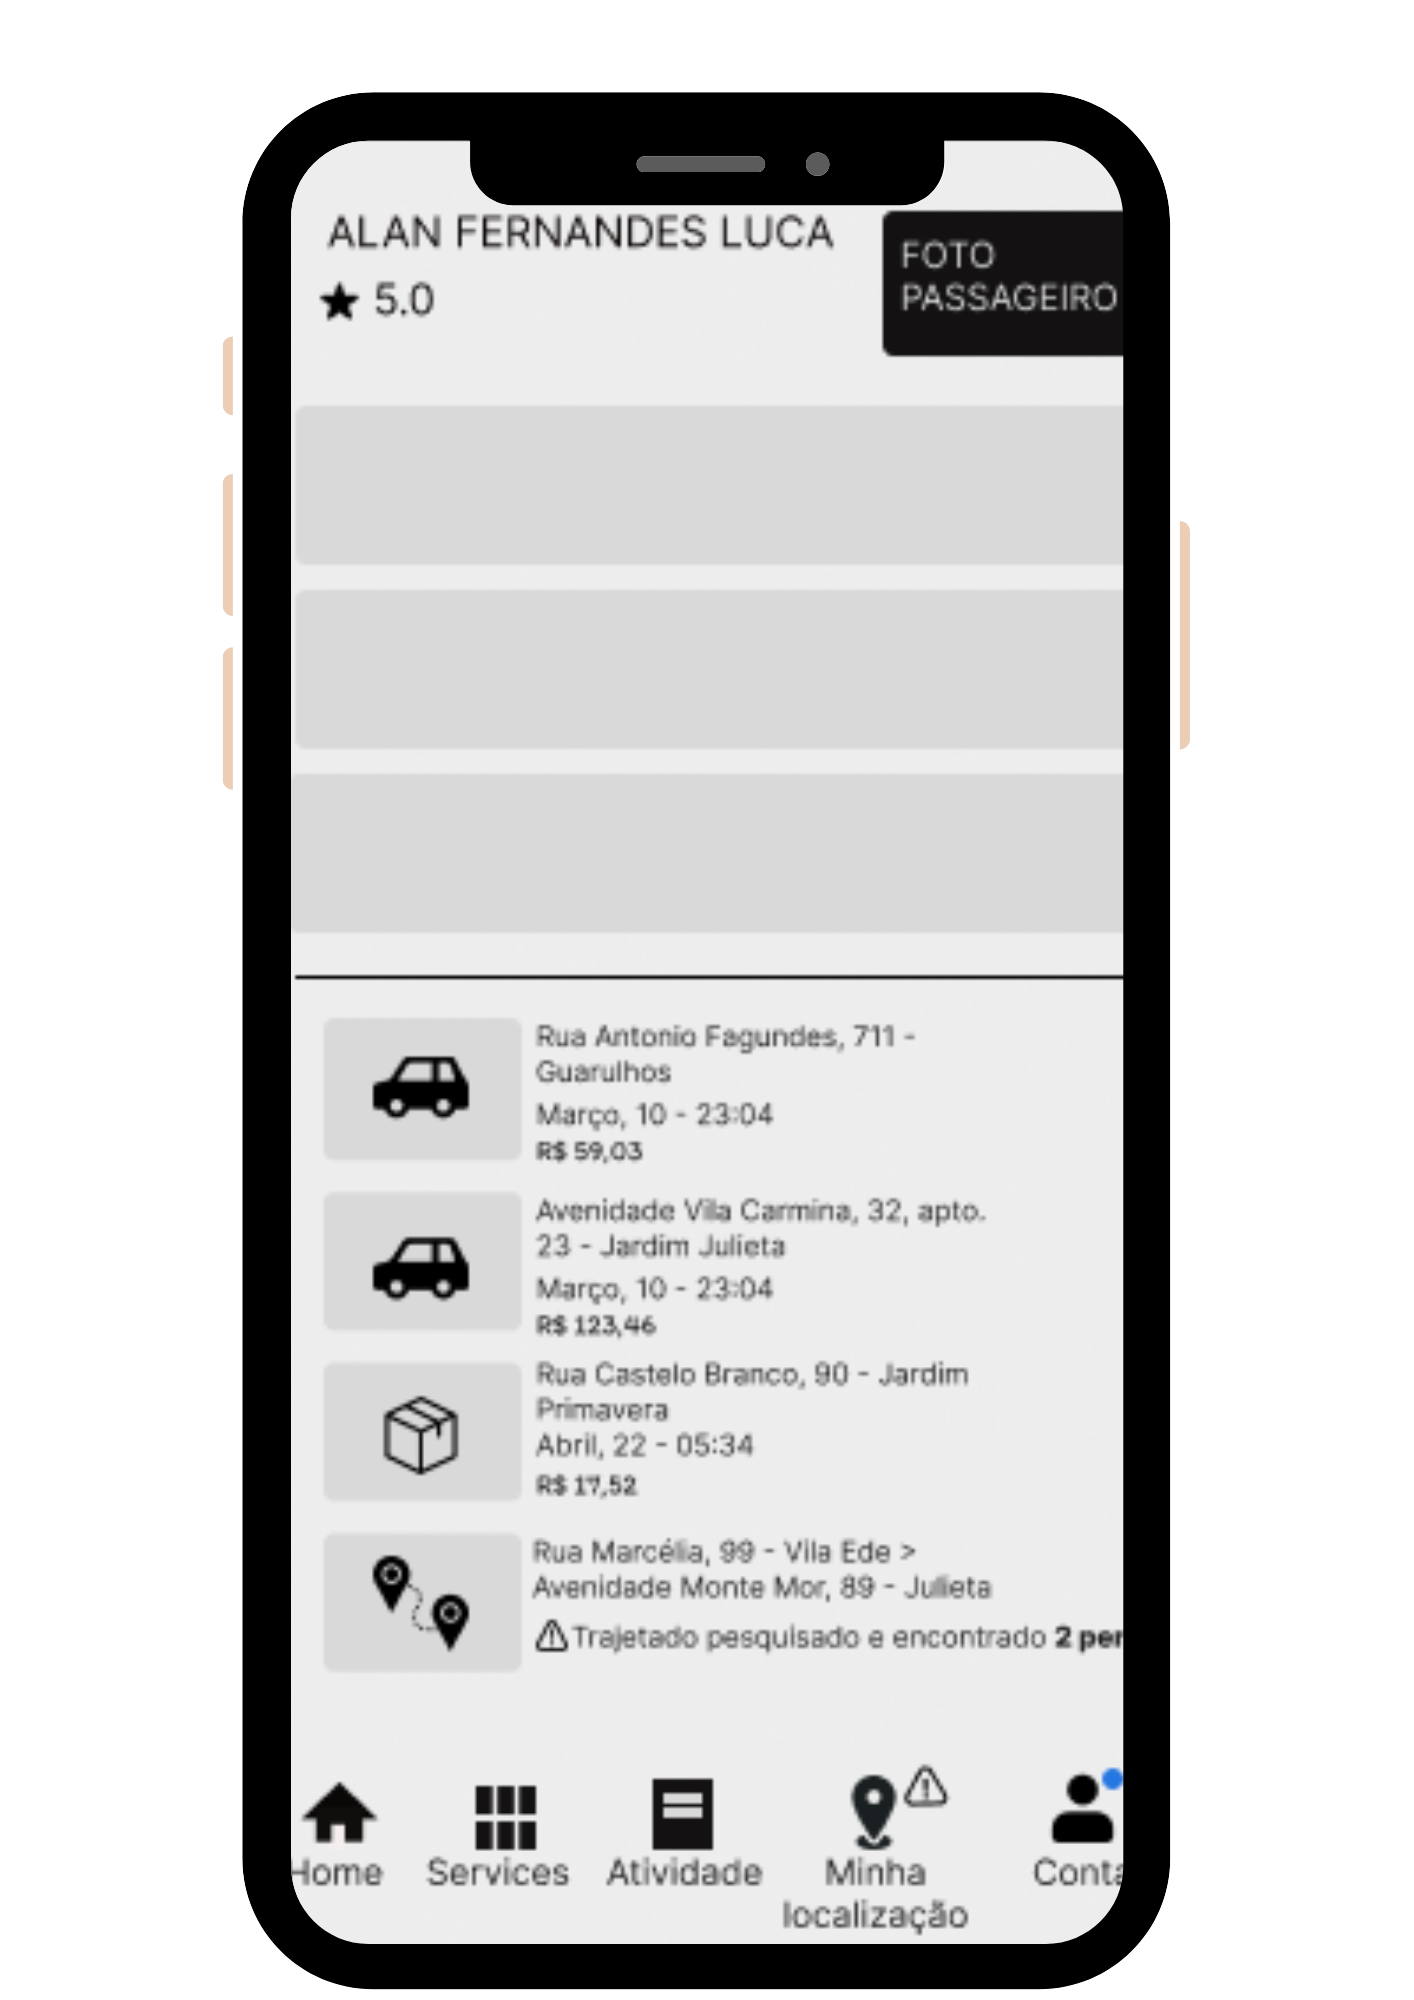 ALAN FERNANDES LUCA
5.0
FOTO
PASSAGEIRO
Rua Antonio Fagundes, 711 -
Guarulhos
Março, 10 - 23:04
R$ 59,03
Avenidade Vila Carmina, 32, apto.
23 - Jardim Julieta
Março, 10 - 23:04
R$ 123,46
Rua Castelo Branco, 90 - Jardim
Primavera
Abril, 22 - 05:34
R$ 17,52
Rua Marcélia, 99 - Vila Ede >
Avenidade Monte Mor, 89 - Julieta
Trajetado pesquisado e encontrado 2 per
Home
Services
Atividade
Minha
localização
Conta